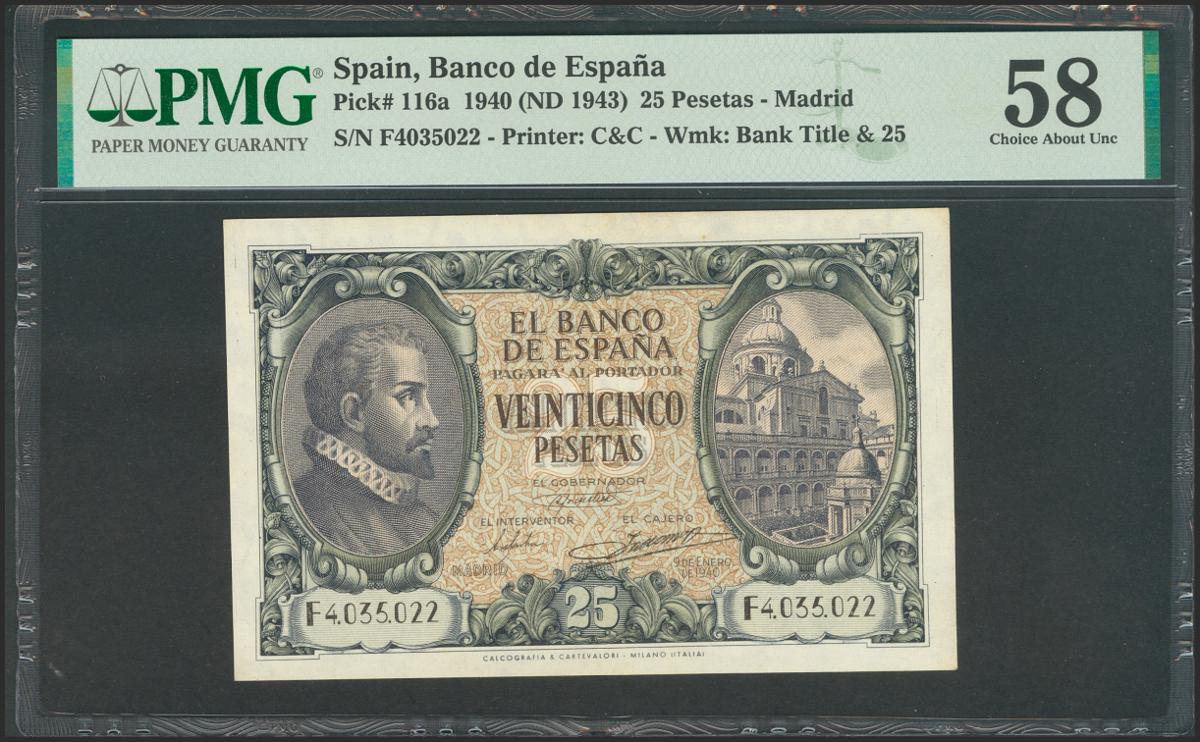 PMG®
PAPER MONEY GUARANTY
Spain, Banco de España
Pick# 116a 1940 (ND 1943) 25 Pesetas - Madrid
S/N F4035022 - Printer: C&C - Wmk: Bank Title & 25
58
Choice About Unc
EL BANCO
DE ESPAÑA
PAGARA' AL PORTADOR
25
VEINTICINCO
PESETAS
EL GOBERNADOR
EL INTERVENTOR
EL CAJERO
MADRID
9 DE ENERO
DE 1940
F4.035.022
25
F4.035.022
CALCOGRAFIA & CARTEVALORI - MILANO (ITALIA)